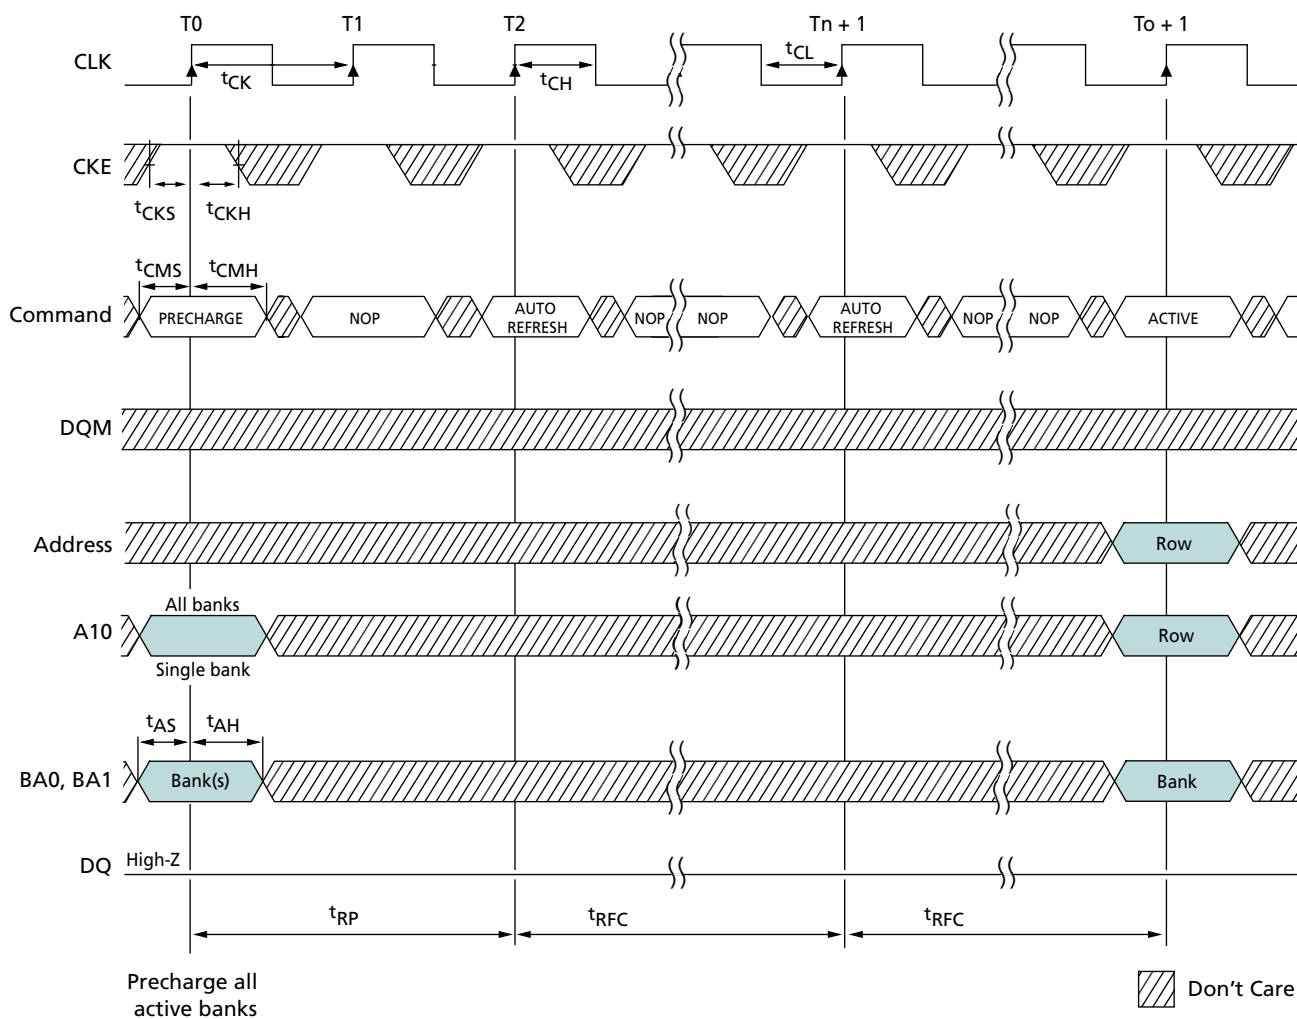 T0 T1 T2 Tn + 1 To + 1
CLK
tCK tCH tCL
CKE
tCKS tCKH
tCMS tCMH
Command PRECHARGE NOP AUTO REFRESH NOP NOP AUTO REFRESH NOP NOP ACTIVE
DQM
Address Row
All banks
A10 Row
Single bank
tAS tAH
BA0, BA1 Bank(s) Bank
DQ High-Z
tRP tRFC tRFC
Precharge all
active banks
Don't Care